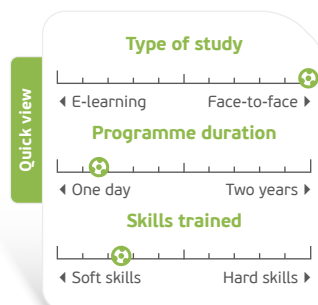 Quick view
Type of study
◂ E-learning Face-to-face ▸
Programme duration
◂ One day Two years ▸
Skills trained
◂ Soft skills Hard skills ▸